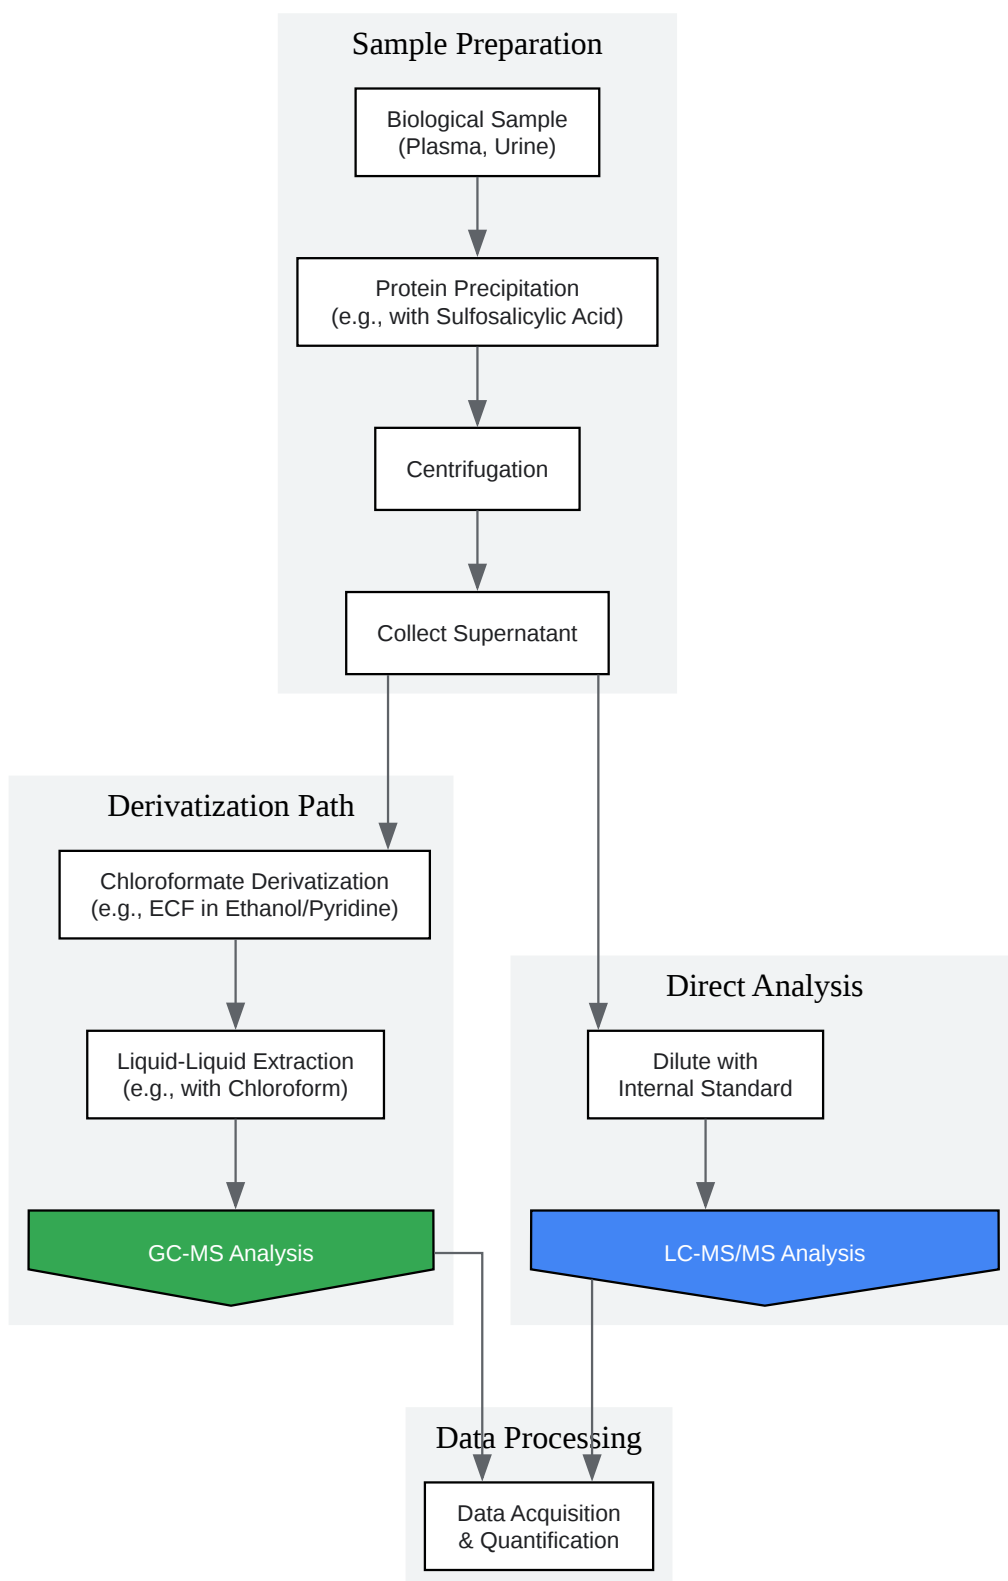 Sample Preparation
Biological Sample
(Plasma, Urine)
Protein Precipitation
(e.g., with Sulfosalicylic Acid)
Centrifugation
Collect Supernatant
Derivatization Path
Chloroformate Derivatization
(e.g., ECF in Ethanol/Pyridine)
Liquid-Liquid Extraction
(e.g., with Chloroform)
GC-MS Analysis
Direct Analysis
Dilute with
Internal Standard
LC-MS/MS Analysis
Data Processing
Data Acquisition
& Quantification